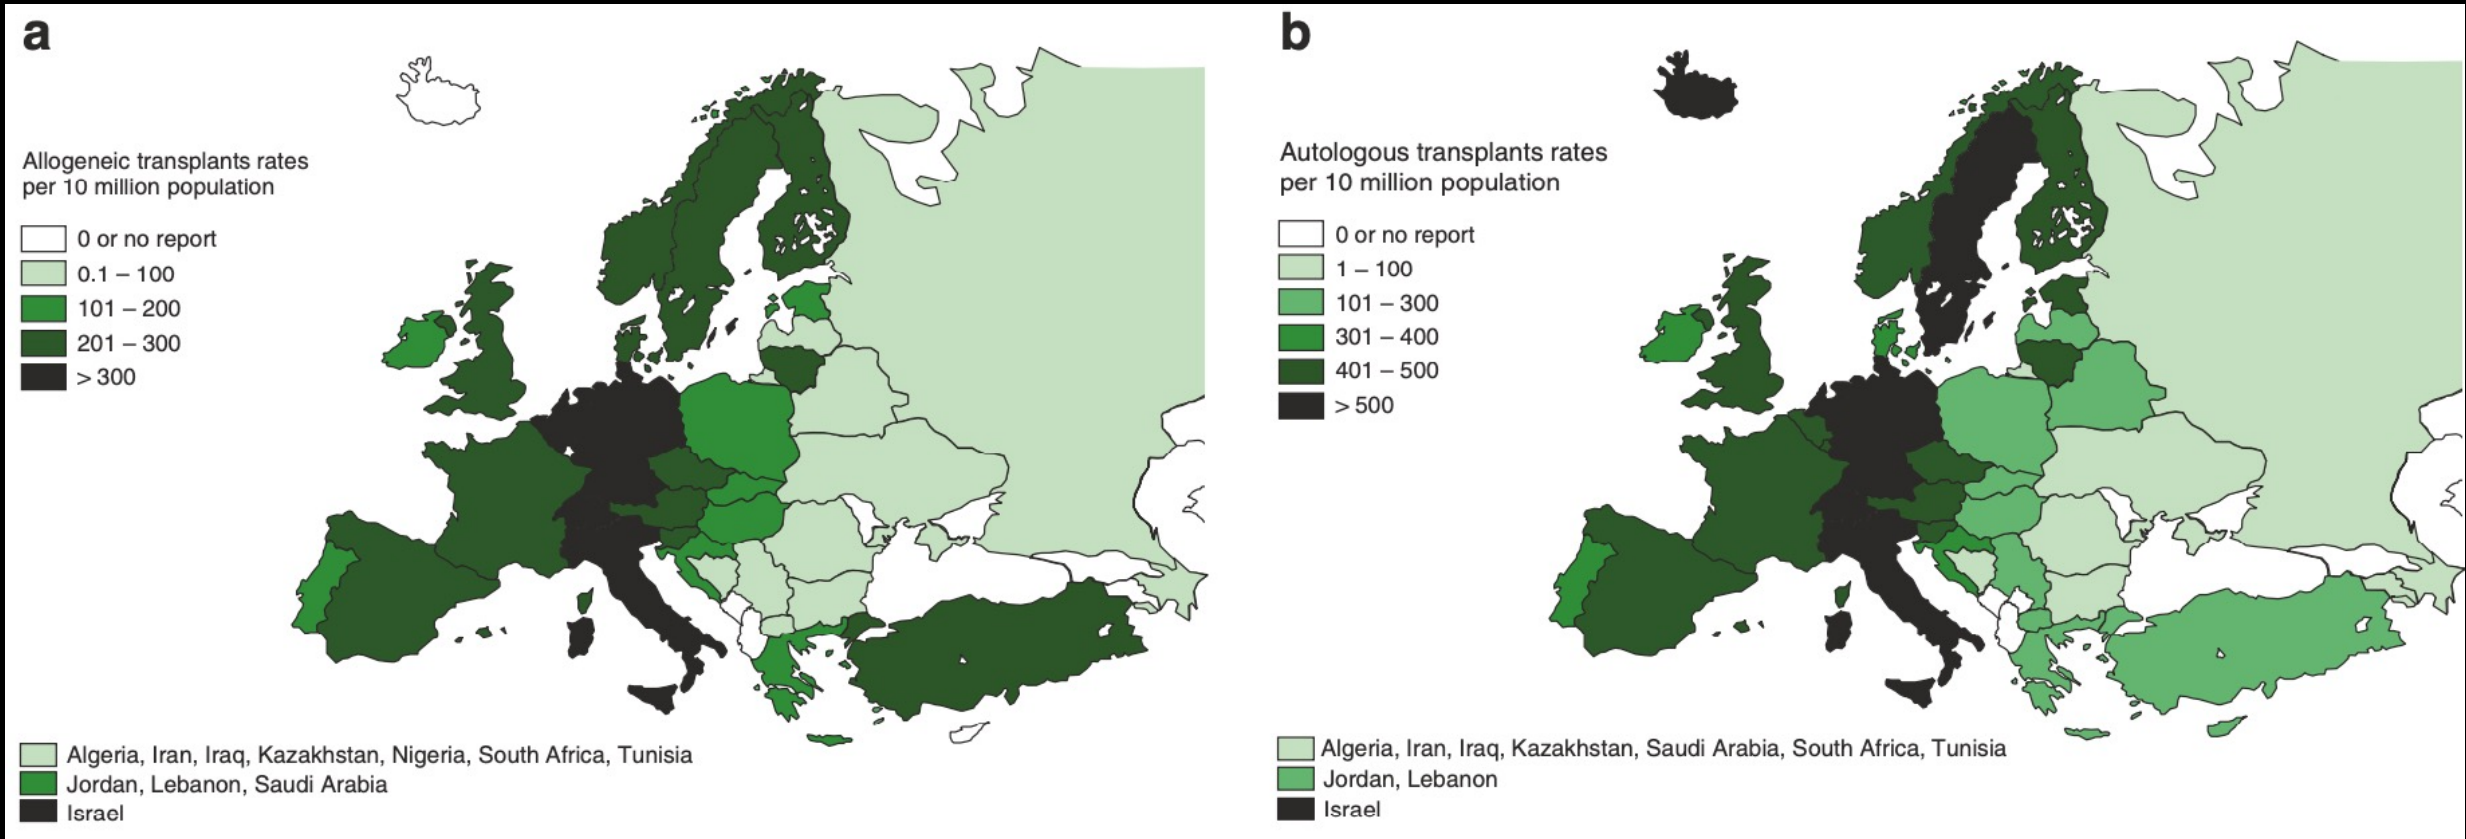 a
Allogeneic transplants rates
per 10 million population
0 or no report
0.1 – 100
101 – 200
201 – 300
> 300
Algeria, Iran, Iraq, Kazakhstan, Nigeria, South Africa, Tunisia
Jordan, Lebanon, Saudi Arabia
Israel
b
Autologous transplants rates
per 10 million population
0 or no report
1 – 100
101 – 300
301 – 400
401 – 500
> 500
Algeria, Iran, Iraq, Kazakhstan, Saudi Arabia, South Africa, Tunisia
Jordan, Lebanon
Israel